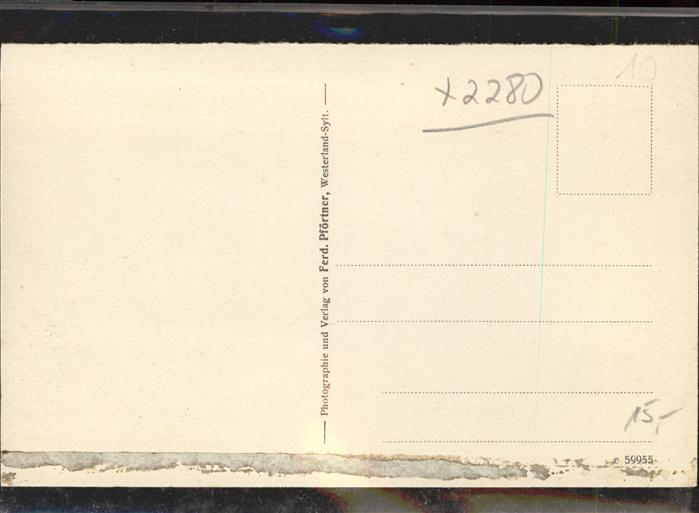 10
x2280
Photographie und Verlag von Ferd. Pförtner, Westerland-Sylt.
15,-
e 59955